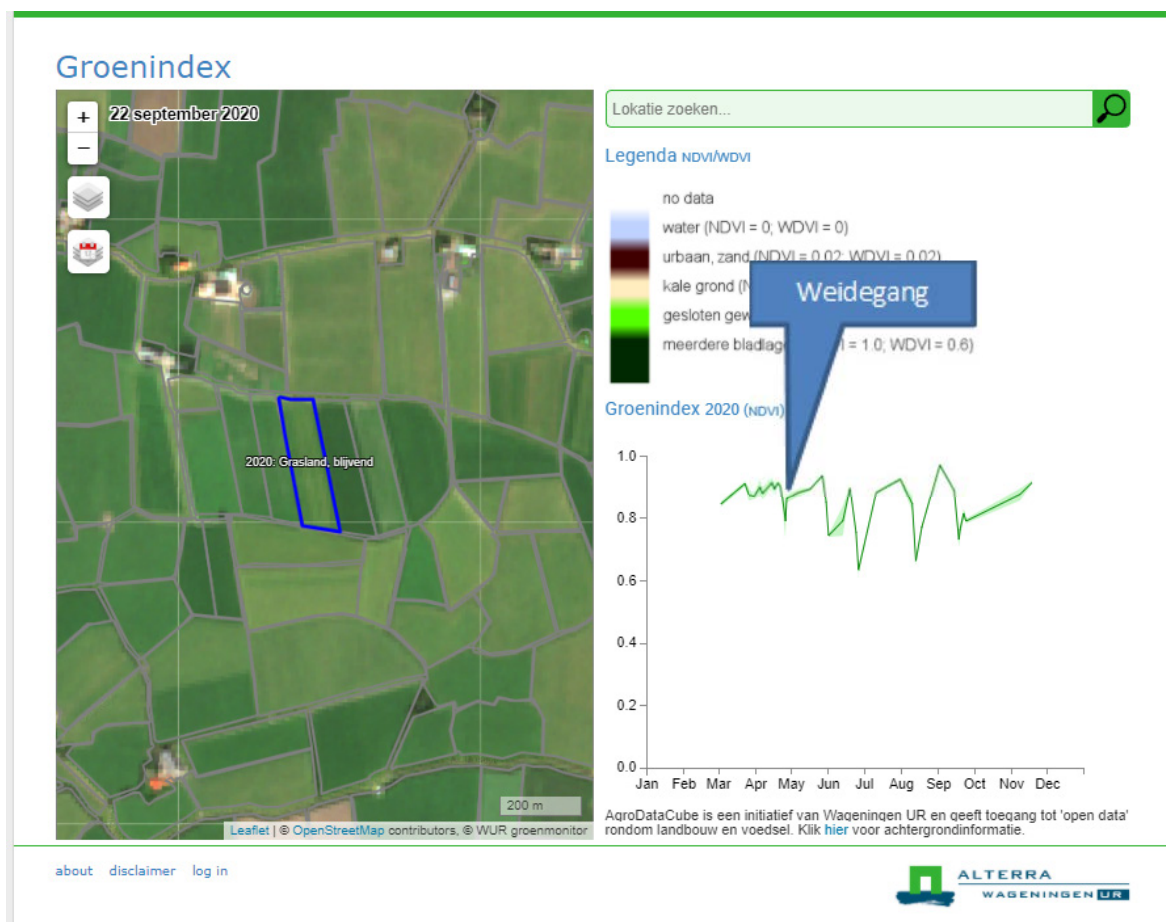 Groenindex
+
22 september 2020
−
2020: Grasland, blijvend
200 m
Leaflet | © OpenStreetMap contributors, © WUR groenmonitor
Lokatie zoeken...
Legenda NDVI/WDVI
no data
water (NDVI = 0; WDVI = 0)
urbaan, zand (NDVI = 0.02; WDVI = 0.02)
kale grond (N
gesloten gew
meerdere bladlag I = 1.0; WDVI = 0.6)
Weidegang
Groenindex 2020 (NDVI)
1.0
0.8
0.6
0.4
0.2
0.0
Jan Feb Mar Apr May Jun Jul Aug Sep Oct Nov Dec
AgroDataCube is een initiatief van Wageningen UR en geeft toegang tot 'open data'
rondom landbouw en voedsel. Klik hier voor achtergrondinformatie.
about disclaimer log in
ALTERRA
WAGENINGEN UR